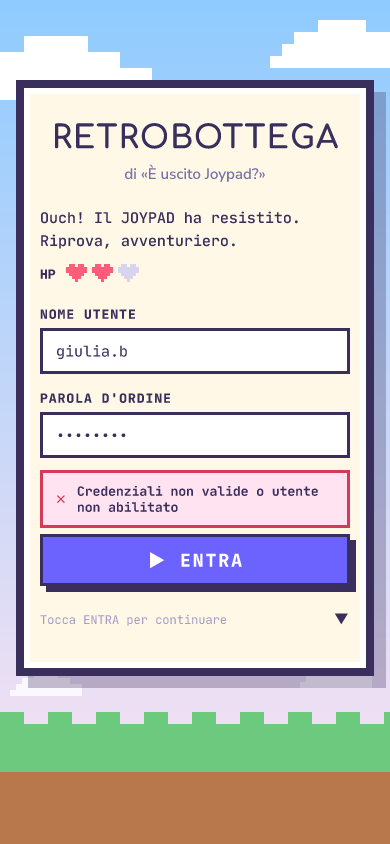 RETROBOTTEGA
di «È uscito Joypad?»
Ouch! Il JOYPAD ha resistito.
Riprova, avventuriero.
HP
NOME UTENTE
giulia.b
PAROLA D'ORDINE
••••••••
✕ Credenziali non valide o utente
non abilitato
▶ ENTRA
Tocca ENTRA per continuare ▼